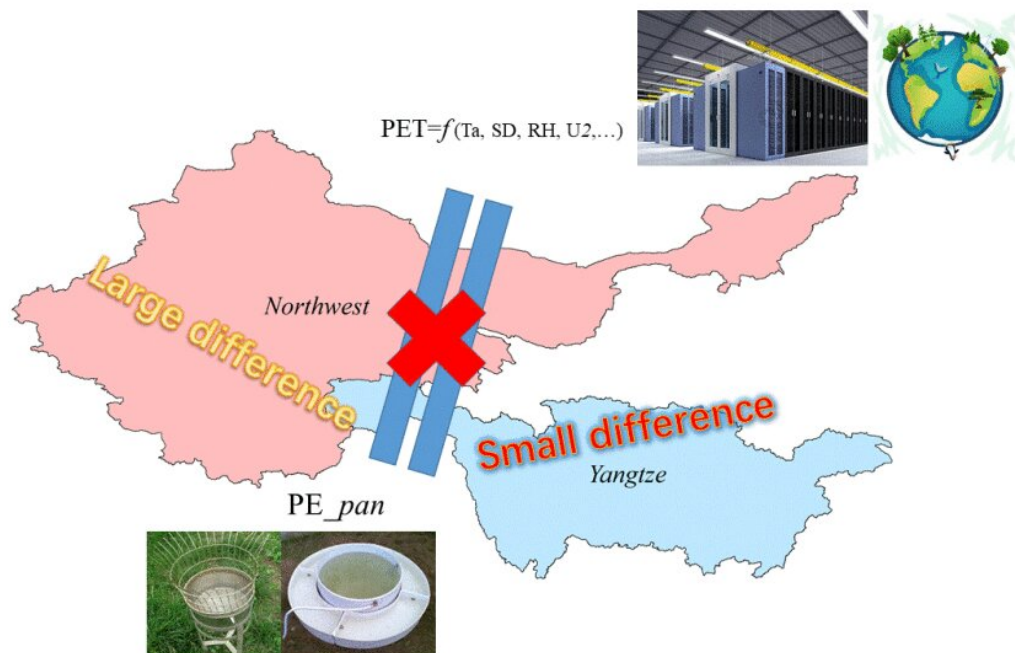 PET=f(Ta, SD, RH, U2,…)
Large difference
Northwest
Small difference
Yangtze
PE_pan